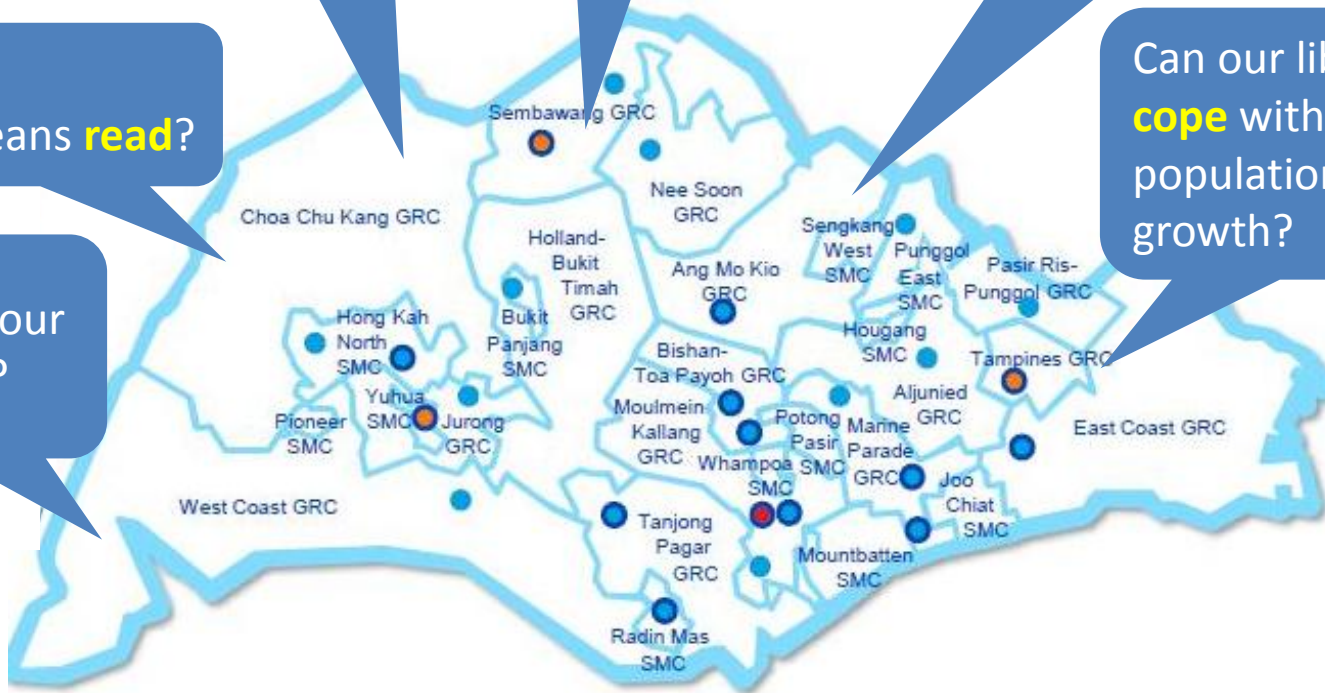 eans read?
our
?
Can our lib
cope with
population
growth?
Sembawang GRC
Nee Soon
GRC
Choa Chu Kang GRC
Holland-
Bukit
Timah
GRC
Sengkang
West
SMC
Punggol
East
SMC
Pasir Ris-
Punggol GRC
Ang Mo Kio
GRC
Hong Kah
North
SMC
Bukit
Panjang
SMC
Hougang
SMC
Bishan-
Toa Payoh GRC
Tampines GRC
Yuhua
SMC
Jurong
GRC
Pioneer
SMC
Moulmein
Kallang
GRC
Potong
Pasir
SMC
Marine
Parade
GRC
Aljunied
GRC
East Coast GRC
Whampoa
SMC
Joo
Chiat
SMC
West Coast GRC
Tanjong
Pagar
GRC
Mountbatten
SMC
Radin Mas
SMC